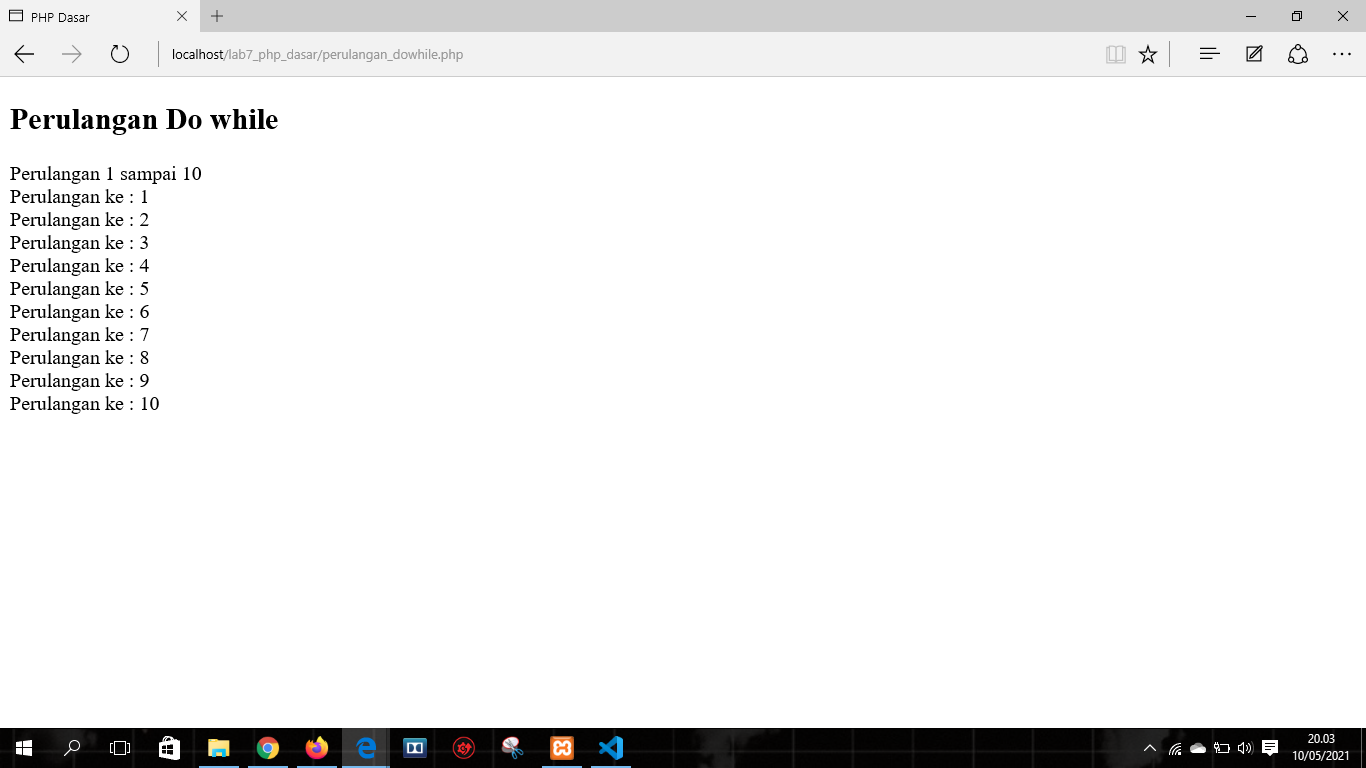 PHP Dasar
localhost/lab7_php_dasar/perulangan_dowhile.php
Perulangan Do while
Perulangan 1 sampai 10
Perulangan ke : 1
Perulangan ke : 2
Perulangan ke : 3
Perulangan ke : 4
Perulangan ke : 5
Perulangan ke : 6
Perulangan ke : 7
Perulangan ke : 8
Perulangan ke : 9
Perulangan ke : 10
20.03
10/05/2021